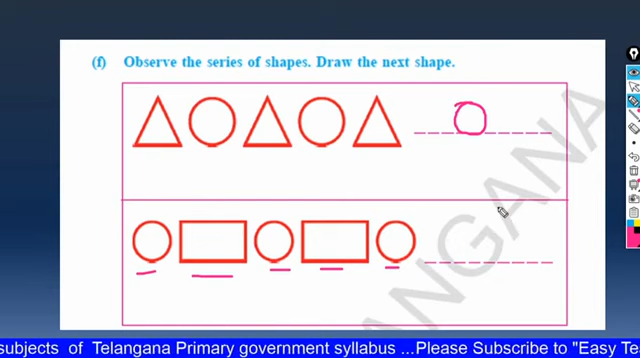 (f) Observe the series of shapes. Draw the next shape.
ANGANA
subjects of Telangana Primary government syllabus ...Please Subscribe to "Easy Te